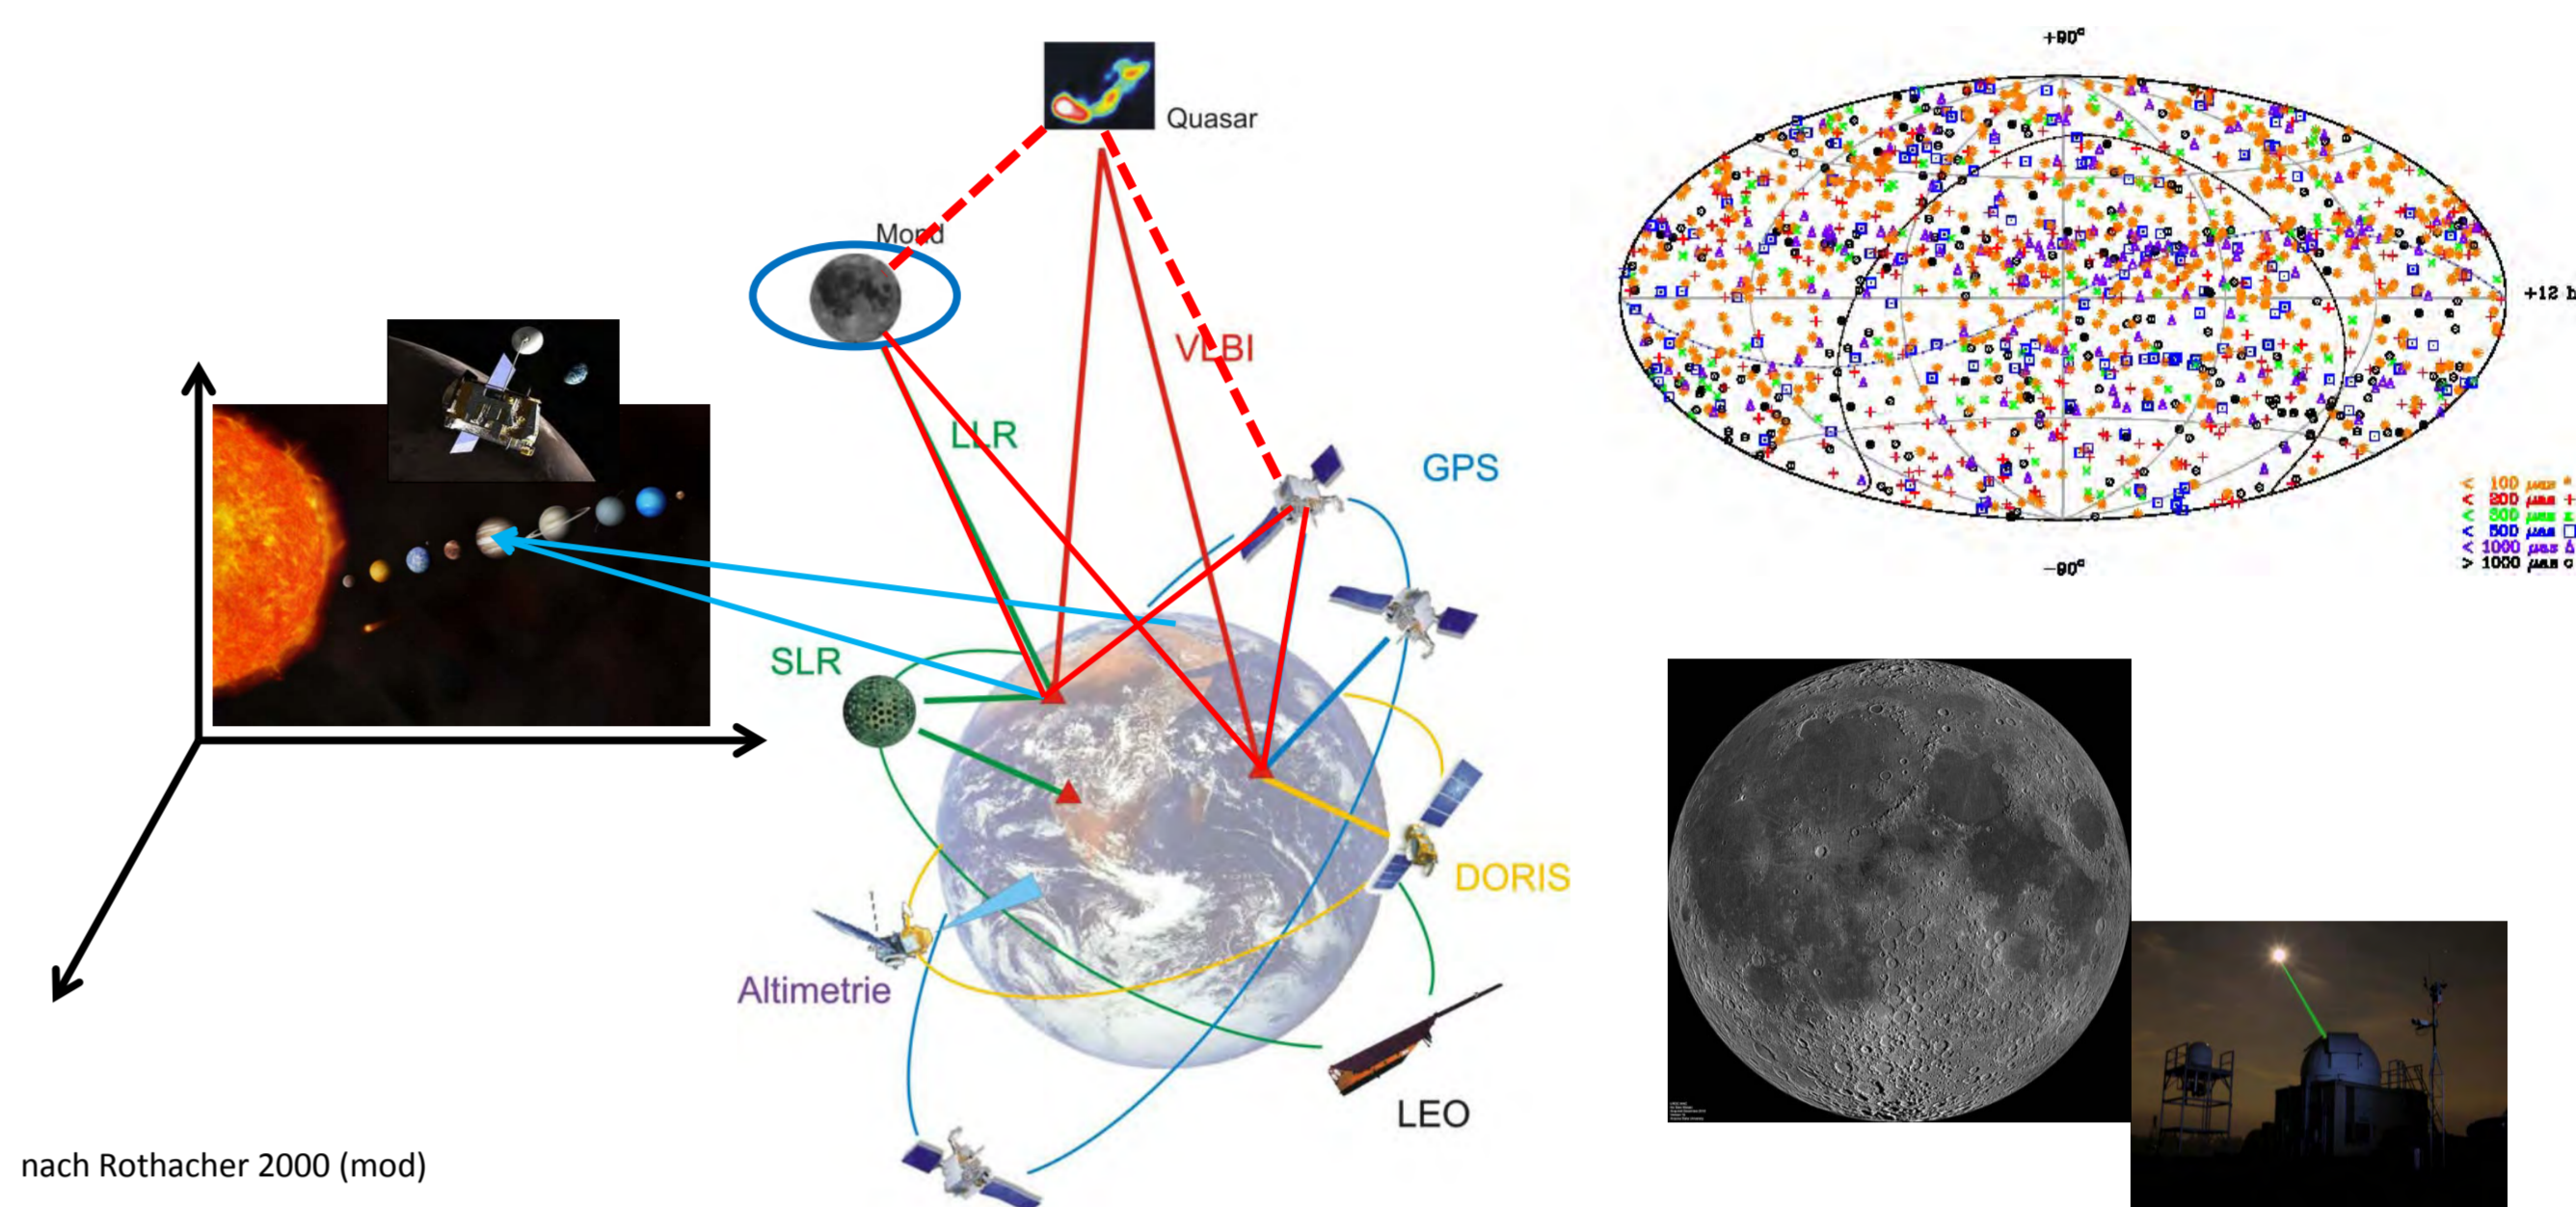 Quasar
Mond
VLBI
LLR
GPS
SLR
DORIS
Altimetrie
LEO
nach Rothacher 2000 (mod)
+90°
+12 h
-90°
< 100 μas *
< 200 μas +
< 300 μas x
< 500 μas □
< 1000 μas Δ
> 1000 μas o